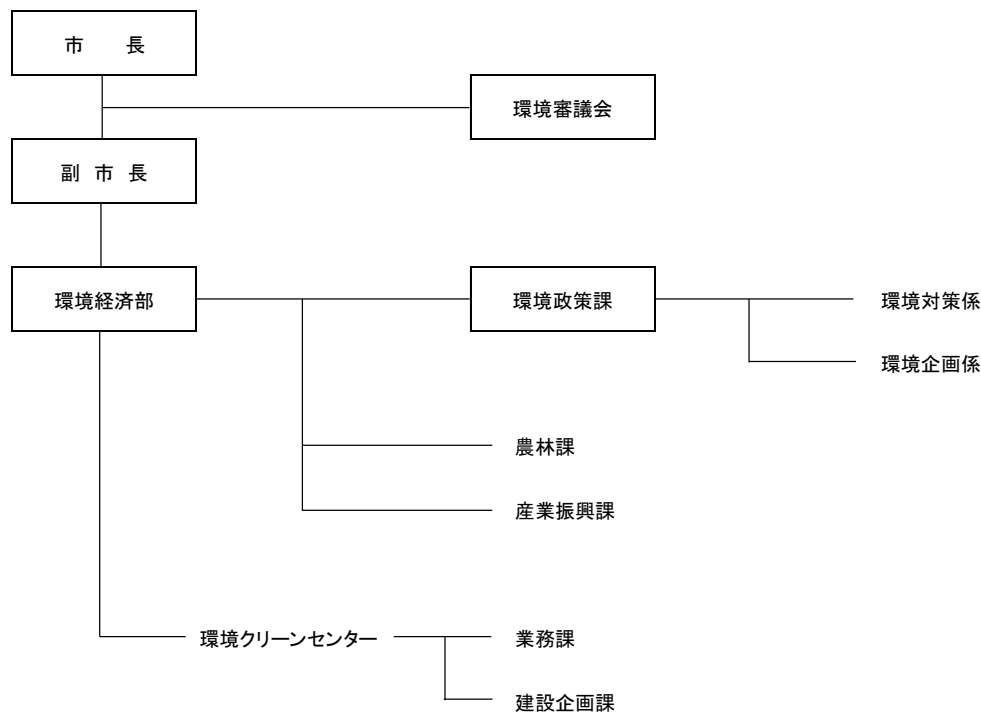 市　　長
環境審議会
副　市　長
環境経済部
環境政策課
環境対策係
環境企画係
農林課
産業振興課
環境クリーンセンター
業務課
建設企画課